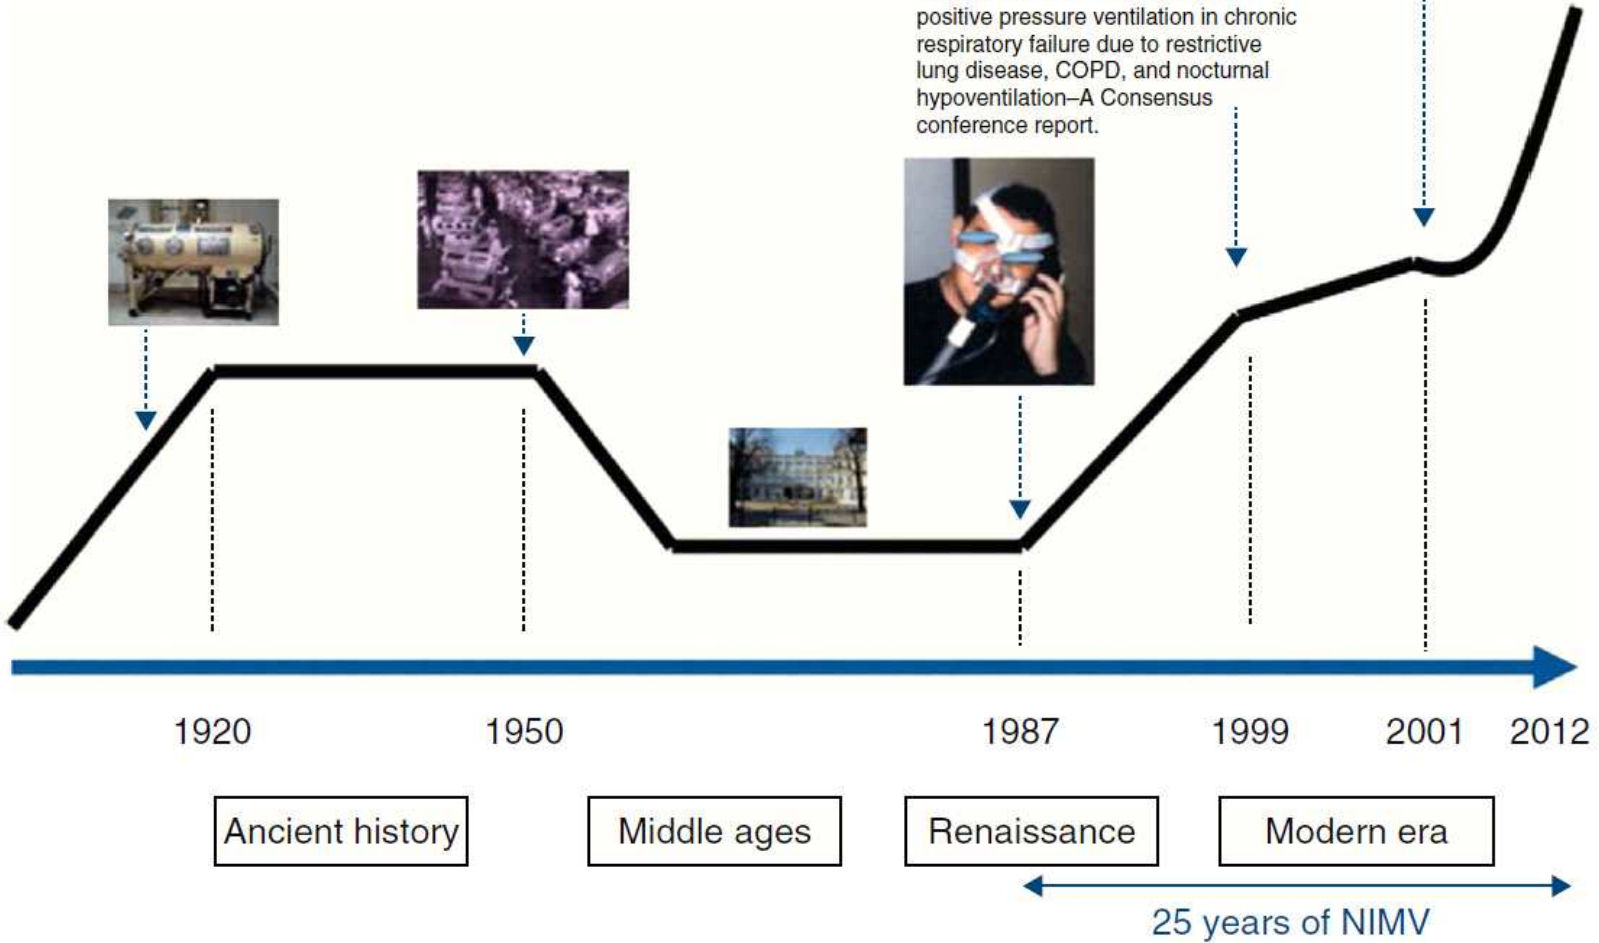 positive pressure ventilation in chronic
respiratory failure due to restrictive
lung disease, COPD, and nocturnal
hypoventilation–A Consensus
conference report.
1920
1950
1987
1999
2001
2012
Ancient history
Middle ages
Renaissance
Modern era
25 years of NIMV